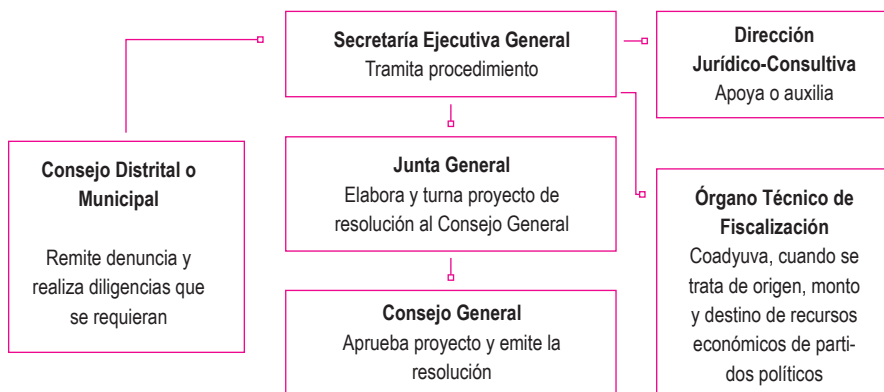 Secretaría Ejecutiva General
Tramita procedimiento
Dirección
Jurídico-Consultiva
Apoya o auxilia
Consejo Distrital o
Municipal
Remite denuncia y
realiza diligencias que
se requieran
Junta General
Elabora y turna proyecto de
resolución al Consejo General
Órgano Técnico de
Fiscalización
Coadyuva, cuando se
trata de origen, monto
y destino de recursos
económicos de parti-
dos políticos
Consejo General
Aprueba proyecto y emite la
resolución